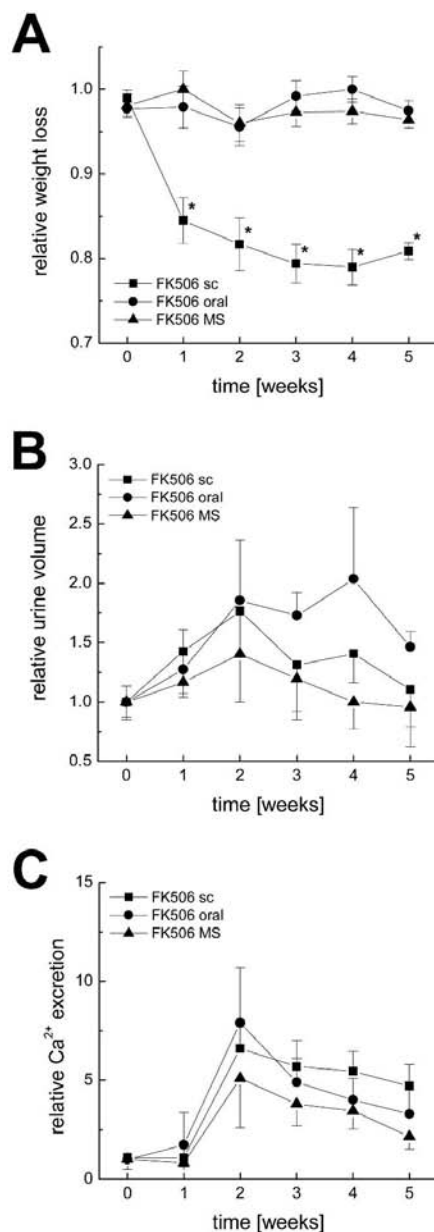 A
relative weight loss
1.0
0.9
0.8
0.7
* * * * *
FK506 sc
FK506 oral
FK506 MS
0 1 2 3 4 5
time [weeks]
B
relative urine volume
3.0
2.5
2.0
1.5
1.0
0.5
FK506 sc
FK506 oral
FK506 MS
0 1 2 3 4 5
time [weeks]
C
relative Ca²⁺ excretion
15
10
5
0
FK506 sc
FK506 oral
FK506 MS
0 1 2 3 4 5
time [weeks]